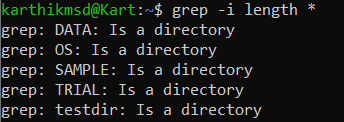 karthikmsd@Kart:~$ grep -i length *
grep: DATA: Is a directory
grep: OS: Is a directory
grep: SAMPLE: Is a directory
grep: TRIAL: Is a directory
grep: testdir: Is a directory